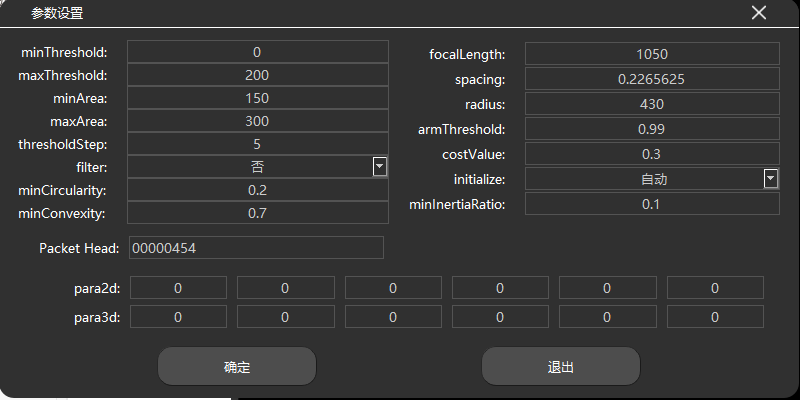 参数设置
minThreshold: 0
maxThreshold: 200
minArea: 150
maxArea: 300
thresholdStep: 5
filter: 否
minCircularity: 0.2
minConvexity: 0.7
focalLength: 1050
spacing: 0.2265625
radius: 430
armThreshold: 0.99
costValue: 0.3
initialize: 自动
minInertiaRatio: 0.1
Packet Head: 00000454
para2d: 0 0 0 0 0 0
para3d: 0 0 0 0 0 0
确定 退出